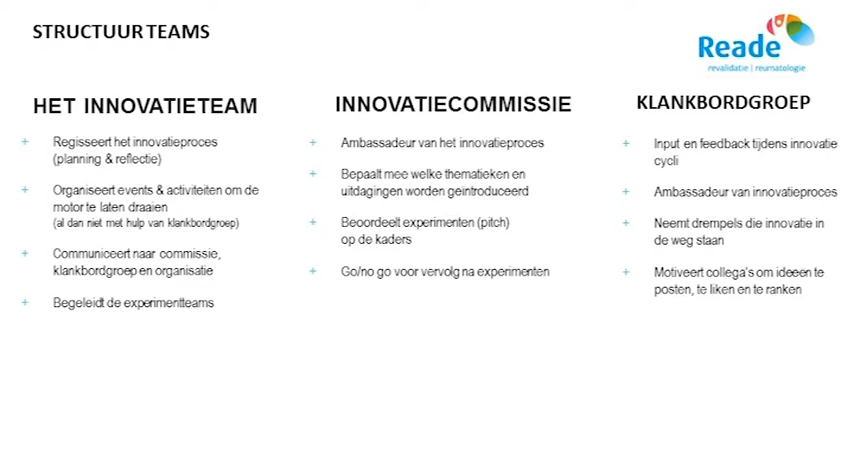 STRUCTUUR TEAMS
Reade
revalidatie | reumatologie
HET INNOVATIETEAM
+ Regisseert het innovatieproces
(planning & reflectie)
+ Organiseert events & activiteiten om de
motor te laten draaien
(al dan niet met hulp van klankbordgroep)
+ Communiceert naar commissie,
klankbordgroep en organisatie
+ Begeleidt de experimentteams
INNOVATIECOMMISSIE
+ Ambassadeur van het innovatieproces
+ Bepaalt mee welke thematieken en
uitdagingen worden geïntroduceerd
+ Beoordeelt experimenten (pitch)
op de kaders
+ Go/no go voor vervolg na experimenten
KLANKBORDGROEP
+ Input en feedback tijdens innovatie
cycli
+ Ambassadeur van innovatieproces
+ Neemt drempels die innovatie in
de weg staan
+ Motiveert collega's om ideeen te
posten, te liken en te ranken